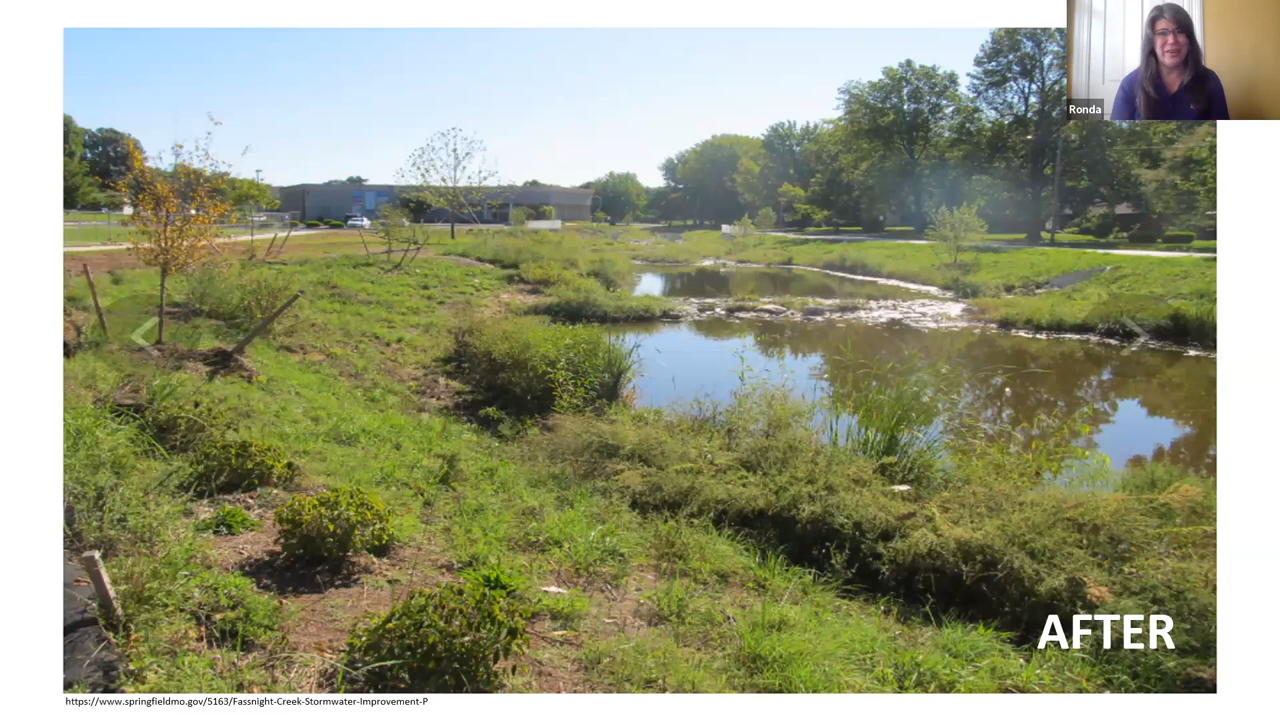 Ronda
AFTER
https://www.springfieldmo.gov/5163/Fassnight-Creek-Stormwater-Improvement-P